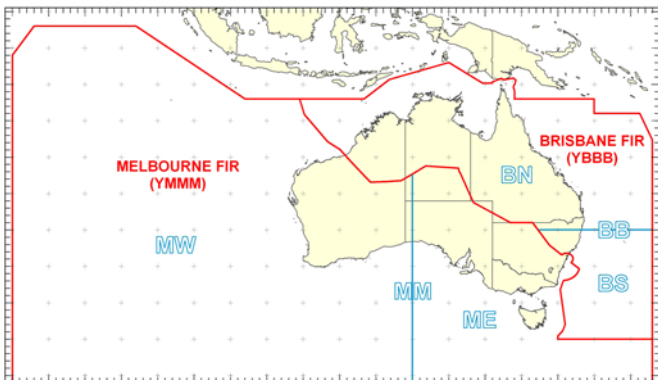 BRISBANE FIR
(YBBB)
MELBOURNE FIR
(YMMM)
BN
BB
MW
BS
MM
ME